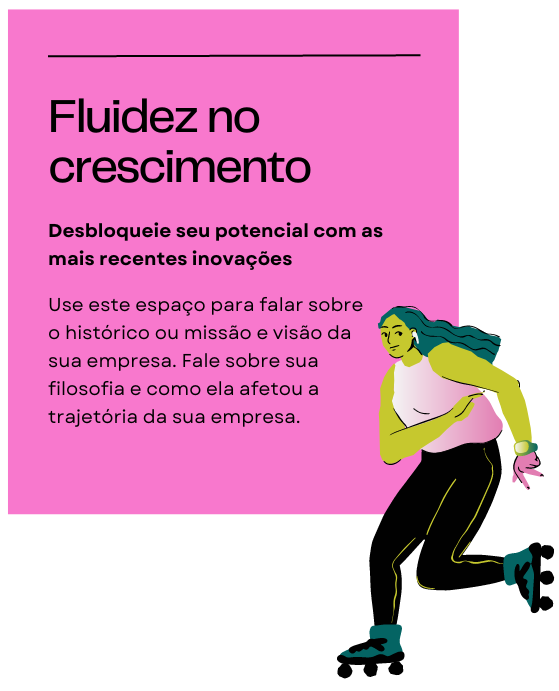 Fluidez no
crescimento
Desbloqueie seu potencial com as
mais recentes inovações
Use este espaço para falar sobre
o histórico ou missão e visão da
sua empresa. Fale sobre sua
filosofia e como ela afetou a
trajetória da sua empresa.